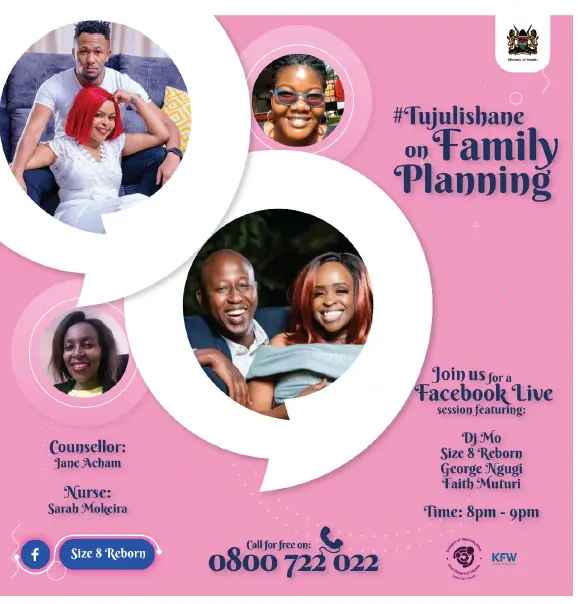 Ministry of Health
#Tujulishane
on Family
Planning
Join us for a
Facebook Live
session featuring:
Dj Mo
Size 8 Reborn
George Ngugi
Faith Muturi
Time: 8pm - 9pm
Counsellor:
Jane Acham
Nurse:
Sarah Mokeira
Size 8 Reborn
Call for free on:
0800 722 022
KFW